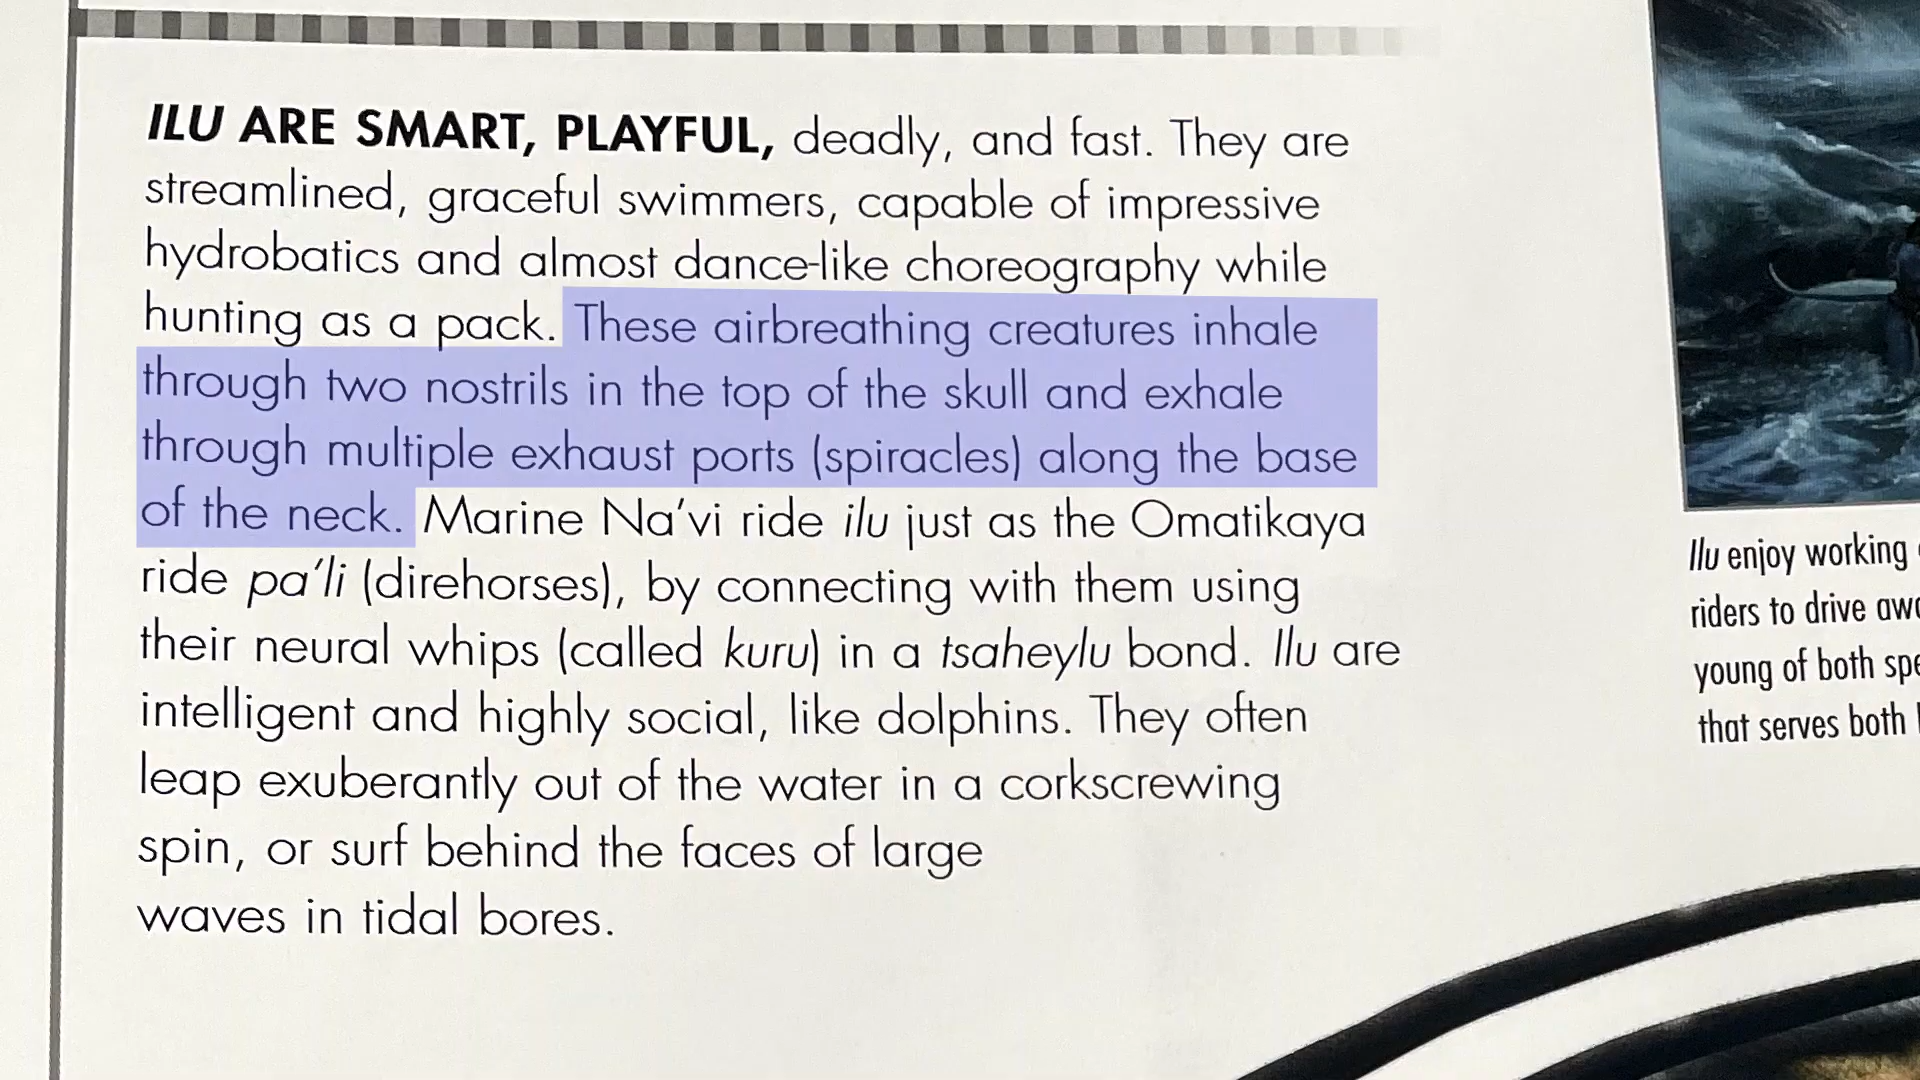 ILU ARE SMART, PLAYFUL, deadly, and fast. They are
streamlined, graceful swimmers, capable of impressive
hydrobatics and almost dance-like choreography while
hunting as a pack. These airbreathing creatures inhale
through two nostrils in the top of the skull and exhale
through multiple exhaust ports (spiracles) along the base
of the neck. Marine Na’vi ride ilu just as the Omatikaya
ride pa’li (direhorses), by connecting with them using
their neural whips (called kuru) in a tsaheylu bond. Ilu are
intelligent and highly social, like dolphins. They often
leap exuberantly out of the water in a corkscrewing
spin, or surf behind the faces of large
waves in tidal bores.
Ilu enjoy working
riders to drive
young of both
that serves both